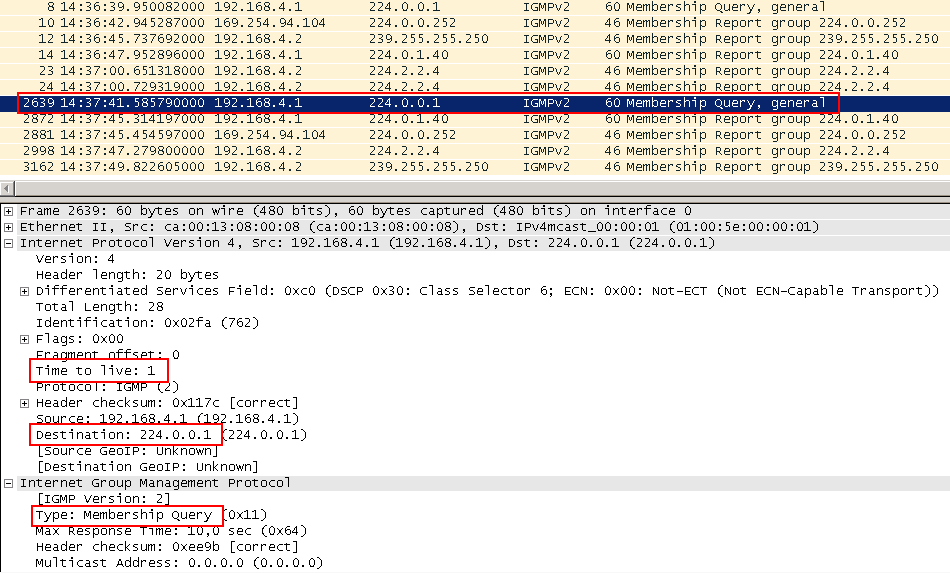 8 14:36:39.950082000 192.168.4.1 224.0.0.1 IGMPv2 60 Membership Query, general
10 14:36:42.945287000 169.254.94.104 224.0.0.252 IGMPv2 46 Membership Report group 224.0.0.252
12 14:36:45.737692000 192.168.4.2 239.255.255.250 IGMPv2 46 Membership Report group 239.255.255.250
14 14:36:47.952896000 192.168.4.1 224.0.1.40 IGMPv2 60 Membership Report group 224.0.1.40
23 14:37:00.651318000 192.168.4.2 224.2.2.4 IGMPv2 46 Membership Report group 224.2.2.4
24 14:37:00.729319000 192.168.4.2 224.2.2.4 IGMPv2 46 Membership Report group 224.2.2.4
2639 14:37:41.585790000 192.168.4.1 224.0.0.1 IGMPv2 60 Membership Query, general
2872 14:37:45.314197000 192.168.4.1 224.0.1.40 IGMPv2 60 Membership Report group 224.0.1.40
2881 14:37:45.454597000 169.254.94.104 224.0.0.252 IGMPv2 46 Membership Report group 224.0.0.252
2998 14:37:47.279800000 192.168.4.2 224.2.2.4 IGMPv2 46 Membership Report group 224.2.2.4
3162 14:37:49.822605000 192.168.4.2 239.255.255.250 IGMPv2 46 Membership Report group 239.255.255.250
Frame 2639: 60 bytes on wire (480 bits), 60 bytes captured (480 bits) on interface 0
Ethernet II, Src: ca:00:13:08:00:08 (ca:00:13:08:00:08), Dst: IPv4mcast_00:00:01 (01:00:5e:00:00:01)
Internet Protocol Version 4, Src: 192.168.4.1 (192.168.4.1), Dst: 224.0.0.1 (224.0.0.1)
Version: 4
Header length: 20 bytes
Differentiated Services Field: 0xc0 (DSCP 0x30: Class Selector 6; ECN: 0x00: Not-ECT (Not ECN-Capable Transport))
Total Length: 28
Identification: 0x02fa (762)
Flags: 0x00
Fragment offset: 0
Time to live: 1
Protocol: IGMP (2)
Header checksum: 0x117c [correct]
Source: 192.168.4.1 (192.168.4.1)
Destination: 224.0.0.1 (224.0.0.1)
[Source GeoIP: Unknown]
[Destination GeoIP: Unknown]
Internet Group Management Protocol
[IGMP Version: 2]
Type: Membership Query (0x11)
Max Response Time: 10,0 sec (0x64)
Header checksum: 0xee9b [correct]
Multicast Address: 0.0.0.0 (0.0.0.0)